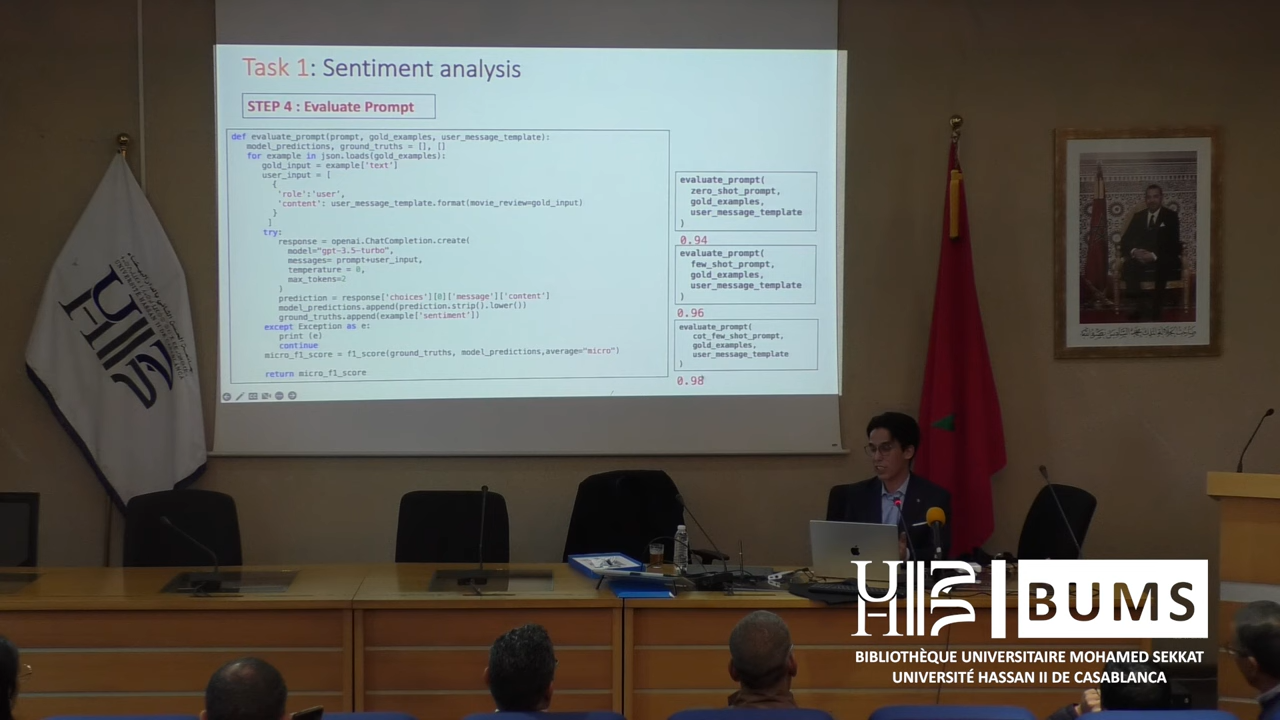 Task 1: Sentiment analysis
STEP 4 : Evaluate Prompt
def evaluate_prompt(prompt, gold_examples, user_message_template):
model_predictions, ground_truths = [], []
for example in json.loads(gold_examples):
gold_input = example['text']
user_input = [
{
'role':'user',
'content': user_message_template.format(movie_review=gold_input)
}
]
try:
response = openai.ChatCompletion.create(
model="gpt-3.5-turbo",
messages= prompt+user_input,
temperature = 0,
max_tokens=2
)
prediction = response['choices'][0]['message']['content']
model_predictions.append(prediction.strip().lower())
ground_truths.append(example['sentiment'])
except Exception as e:
print (e)
continue
micro_f1_score = f1_score(ground_truths, model_predictions,average="micro")
return micro_f1_score
evaluate_prompt(
zero_shot_prompt,
gold_examples,
user_message_template
)
0.94
evaluate_prompt(
few_shot_prompt,
gold_examples,
user_message_template
)
0.96
evaluate_prompt(
cot_few_shot_prompt,
gold_examples,
user_message_template
)
0.98
UH
BUMS
BIBLIOTHÈQUE UNIVERSITAIRE MOHAMED SEKKAT
UNIVERSITÉ HASSAN II DE CASABLANCA